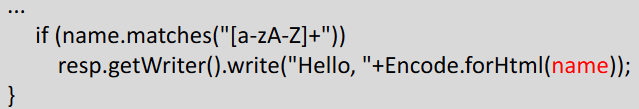 ...
if (name.matches("[a-zA-Z]+"))
resp.getWriter().write("Hello, "+Encode.forHtml(name));
}